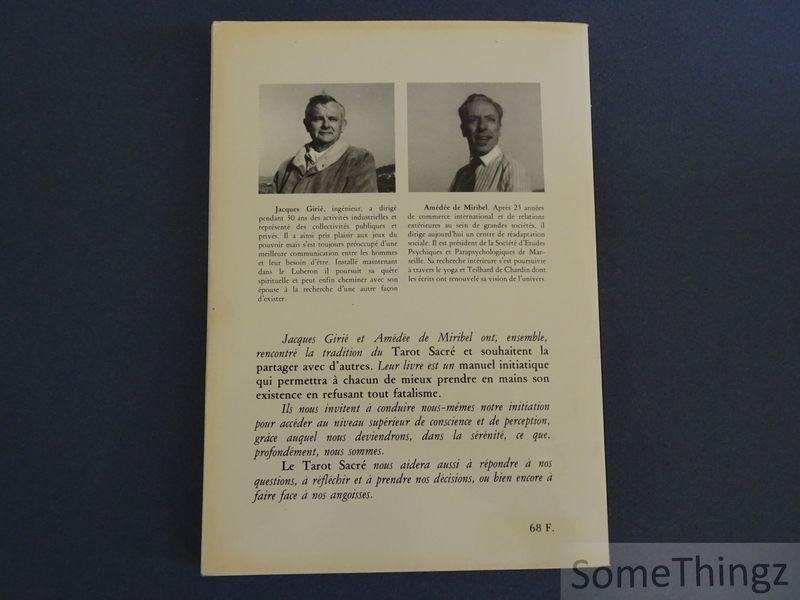 Jacques Girié, ingénieur, a dirigé
pendant 30 ans des activités industrielles et
représenté des collectivités publiques et
privés. Il a ainsi pris plaisir aux jeux du
pouvoir mais s'est toujours préoccupé d'une
meilleure communication entre les hommes
et leur besoin d'être. Installé maintenant
dans le Luberon il poursuit sa quête
spirituelle et peut enfin cheminer avec son
épouse à la recherche d'une autre façon
d'exister.
Amédée de Miribel. Après 25 années
de commerce international et de relations
extérieures au sein de grandes sociétés, il
dirige aujourd'hui un centre de réadaptation
sociale. Il est président de la Société d'Etudes
Psychiques et Parapsychologiques de Mar-
seille. Sa recherche intérieure s'est poursuivie
à travers le yoga et Teilhard de Chardin dont
les écrits ont renouvelé sa vision de l'univers.
Jacques Girié et Amédée de Miribel ont, ensemble,
rencontré la tradition du Tarot Sacré et souhaitent la
partager avec d'autres. Leur livre est un manuel initiatique
qui permettra à chacun de mieux prendre en mains son
existence en refusant tout fatalisme.
Ils nous invitent à conduire nous-mêmes notre initiation
pour accéder au niveau supérieur de conscience et de perception,
grâce auquel nous deviendrons, dans la sérénité, ce que,
profondément, nous sommes.
Le Tarot Sacré nous aidera aussi à répondre à nos
questions, à réfléchir et à prendre nos décisions, ou bien encore à
faire face à nos angoisses.
68 F.
SomeThingz